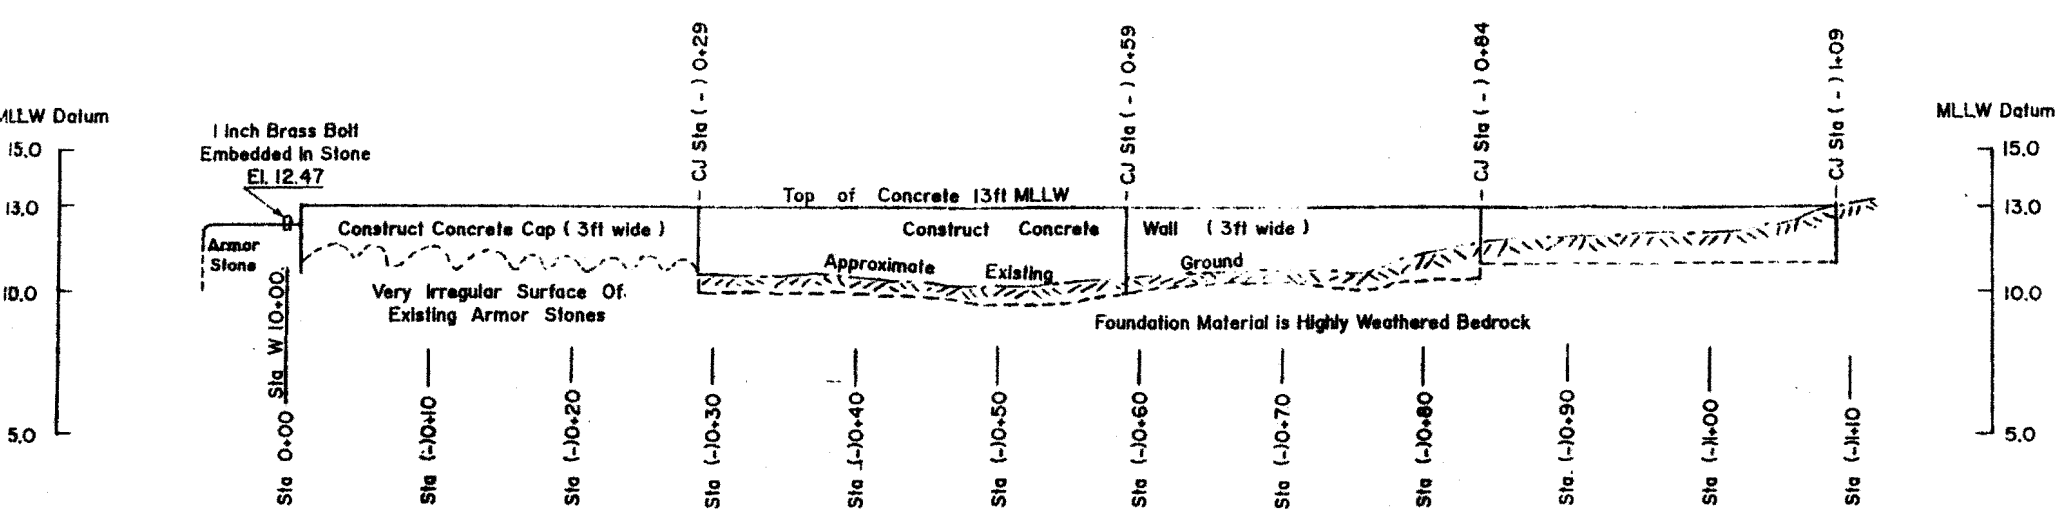 CJ Sta (-) 0+29
CJ Sta (-) 0+59
CJ Sta (-) 0+84
CJ Sta (-) 1+09
MLLW Datum
MLLW Datum
1 Inch Brass Bolt
Embedded In Stone
El. 12.47
15.0
13.0
10.0
5.0
15.0
13.0
10.0
5.0
Top of Concrete 13ft MLLW
Armor
Stone
Construct Concrete Cap (3ft wide)
Construct Concrete Wall (3ft wide)
Approximate Existing Ground
Very Irregular Surface Of
Existing Armor Stones
Foundation Material is Highly Weathered Bedrock
Sta W 10+00
Sta 0+00
Sta (-)0+10
Sta (-)0+20
Sta (-)0+30
Sta (-)0+40
Sta (-)0+50
Sta (-)0+60
Sta (-)0+70
Sta (-)0+80
Sta (-)0+90
Sta (-)1+00
Sta (-)1+10